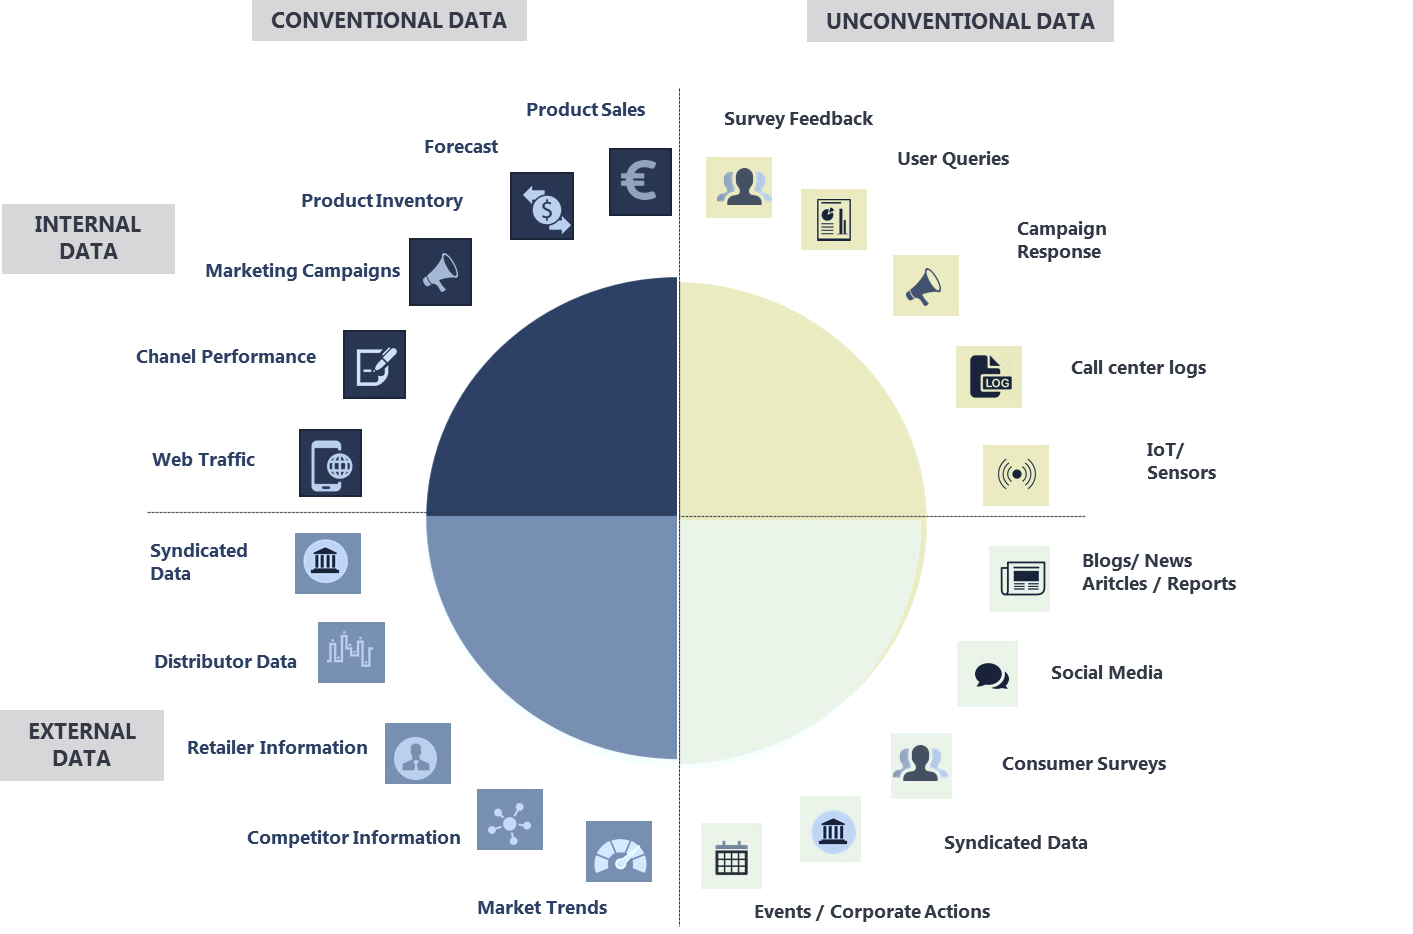 CONVENTIONAL DATA
UNCONVENTIONAL DATA
INTERNAL
DATA
Product Sales
Forecast
Product Inventory
Marketing Campaigns
Chanel Performance
Web Traffic
€
$
Survey Feedback
User Queries
Campaign
Response
Call center logs
LOG
IoT/
Sensors
EXTERNAL
DATA
Syndicated
Data
Distributor Data
Retailer Information
Competitor Information
Market Trends
Blogs/ News
Aritcles / Reports
Social Media
Consumer Surveys
Syndicated Data
Events / Corporate Actions